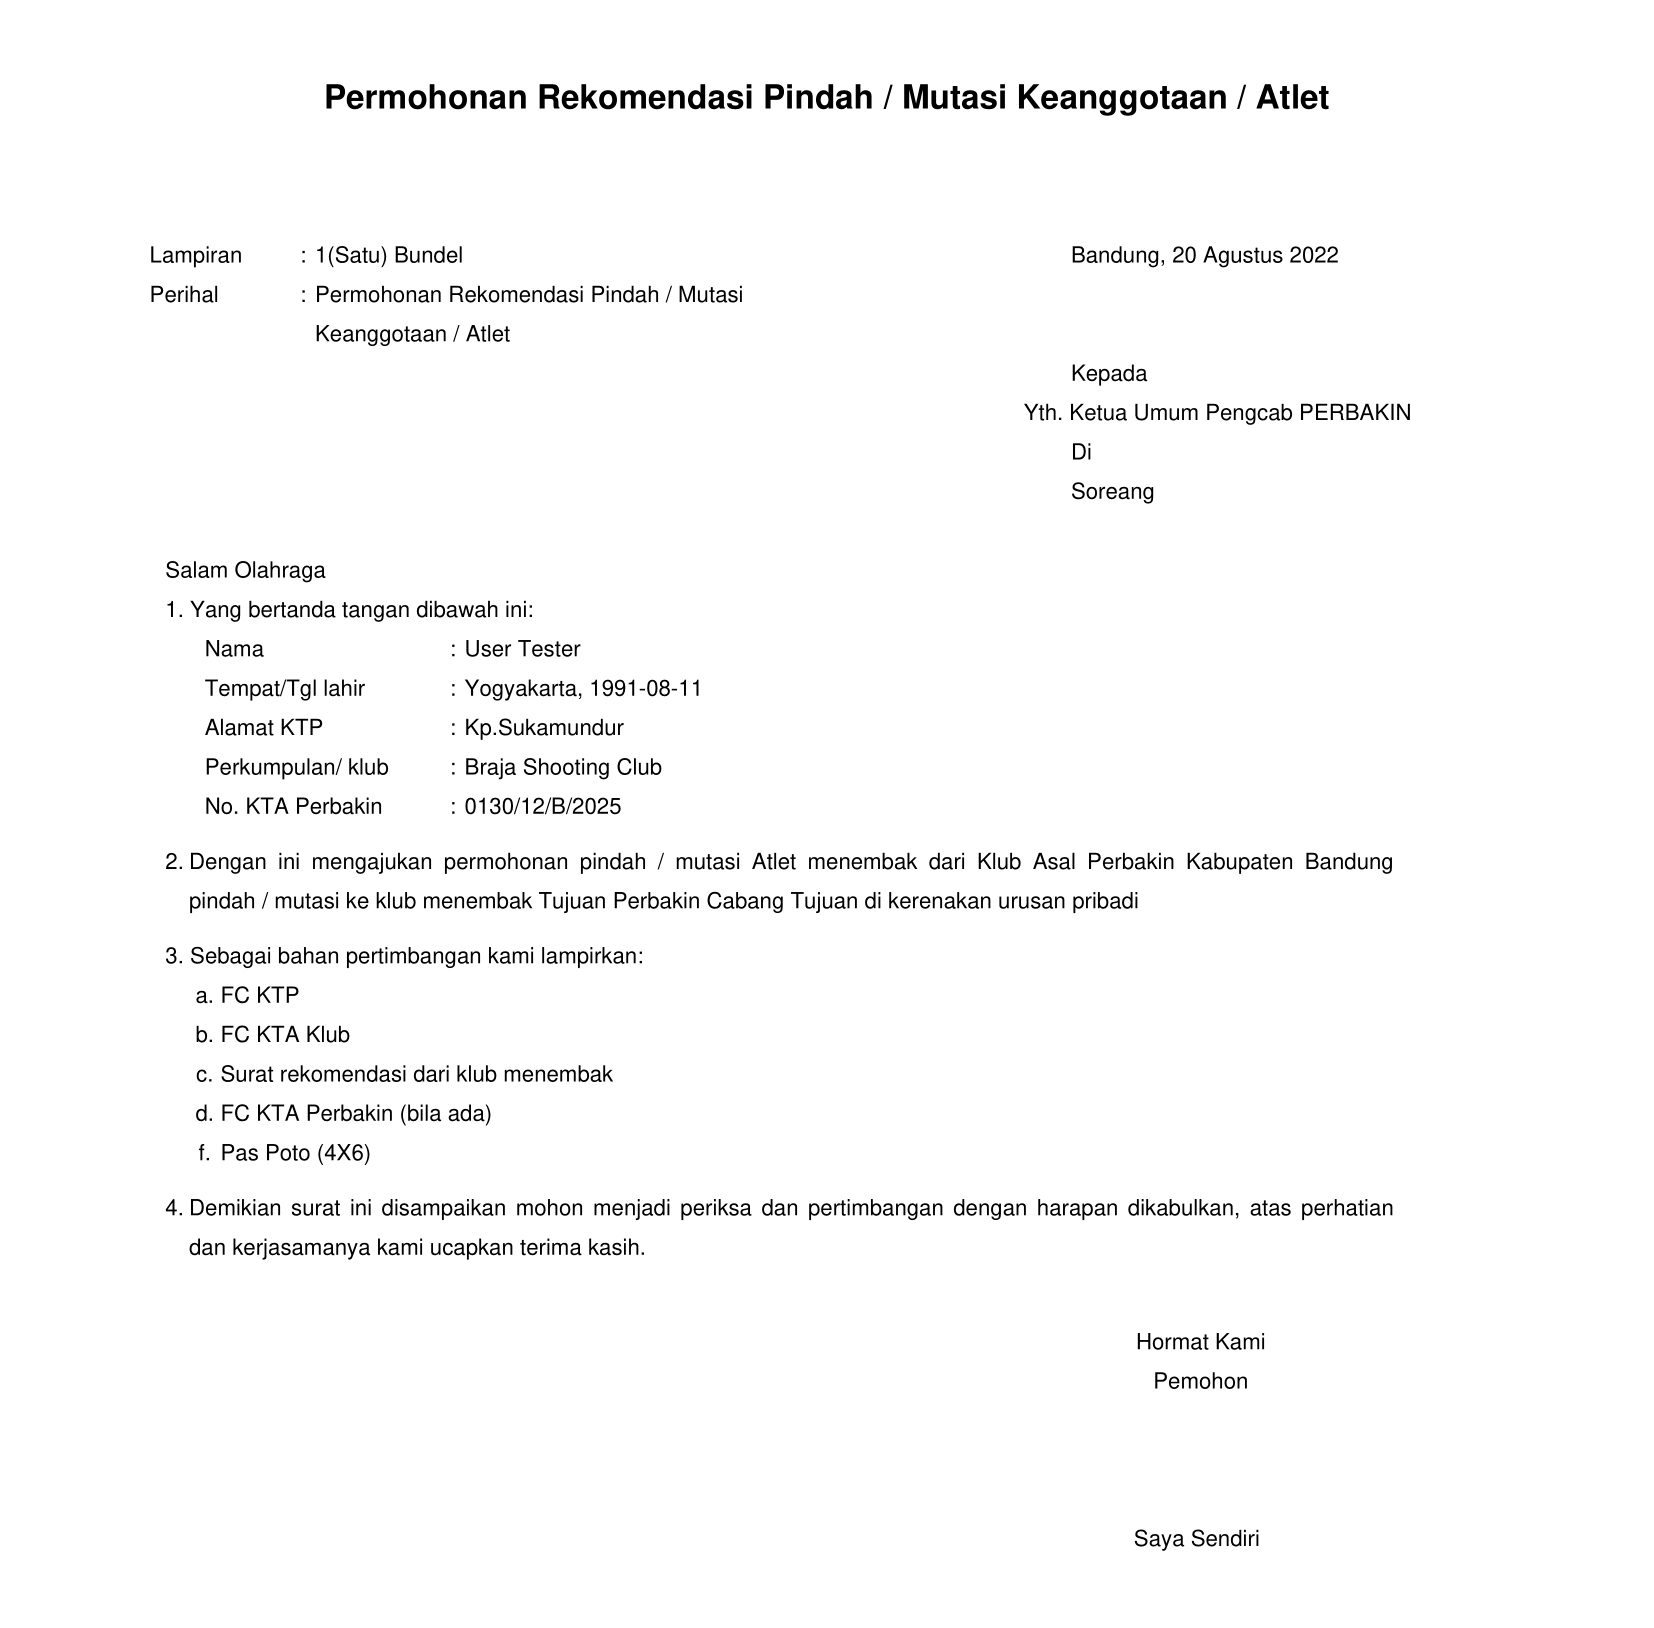 Permohonan Rekomendasi Pindah / Mutasi Keanggotaan / Atlet
Lampiran : 1(Satu) Bundel
Bandung, 20 Agustus 2022
Perihal : Permohonan Rekomendasi Pindah / Mutasi
Keanggotaan / Atlet
Kepada
Yth. Ketua Umum Pengcab PERBAKIN
Di
Soreang
Salam Olahraga
1. Yang bertanda tangan dibawah ini:
Nama : User Tester
Tempat/Tgl lahir : Yogyakarta, 1991-08-11
Alamat KTP : Kp.Sukamundur
Perkumpulan/ klub : Braja Shooting Club
No. KTA Perbakin : 0130/12/B/2025
2. Dengan ini mengajukan permohonan pindah / mutasi Atlet menembak dari Klub Asal Perbakin Kabupaten Bandung
pindah / mutasi ke klub menembak Tujuan Perbakin Cabang Tujuan di kerenakan urusan pribadi
3. Sebagai bahan pertimbangan kami lampirkan:
a. FC KTP
b. FC KTA Klub
c. Surat rekomendasi dari klub menembak
d. FC KTA Perbakin (bila ada)
f. Pas Poto (4X6)
4. Demikian surat ini disampaikan mohon menjadi periksa dan pertimbangan dengan harapan dikabulkan, atas perhatian
dan kerjasamanya kami ucapkan terima kasih.
Hormat Kami
Pemohon
Saya Sendiri